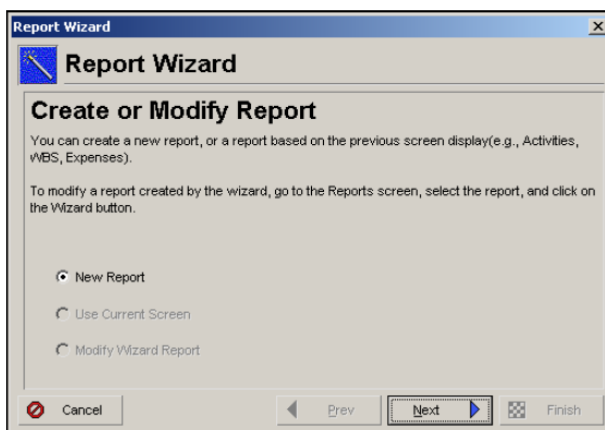 Report Wizard
Report Wizard
Create or Modify Report
You can create a new report, or a report based on the previous screen display(e.g., Activities,
WBS, Expenses).
To modify a report created by the wizard, go to the Reports screen, select the report, and click on
the Wizard button.
New Report
Use Current Screen
Modify Wizard Report
Cancel Prev Next Finish